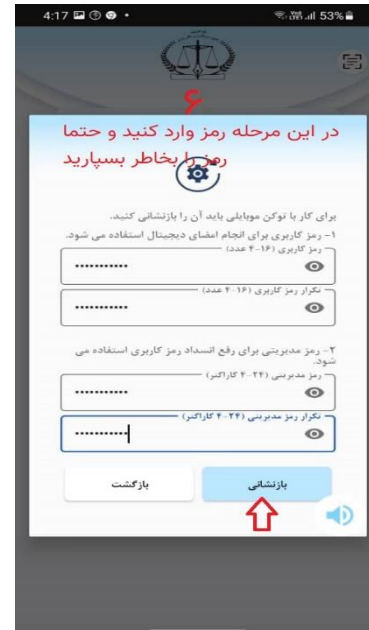 4:17 53%
۶
در این مرحله رمز وارد کنید و حتما
رمز را بخاطر بسپارید
برای کار با توکن موبایلی باید آن را بازنشانی کنید.
۱- رمز کاربری برای انجام امضای دیجیتال استفاده می شود.
رمز کاربری (۱۶-۴ عدد)
•••••••••••
تکرار رمز کاربری (۱۶-۴ عدد)
•••••••••••
۲- رمز مدیریتی برای رفع انسداد رمز کاربری استفاده می
شود.
رمز مدیریتی (۲۴-۴ کاراکتر)
•••••••••••
تکرار رمز مدیریتی (۲۴-۴ کاراکتر)
•••••••••••
بازنشانی
بازگشت